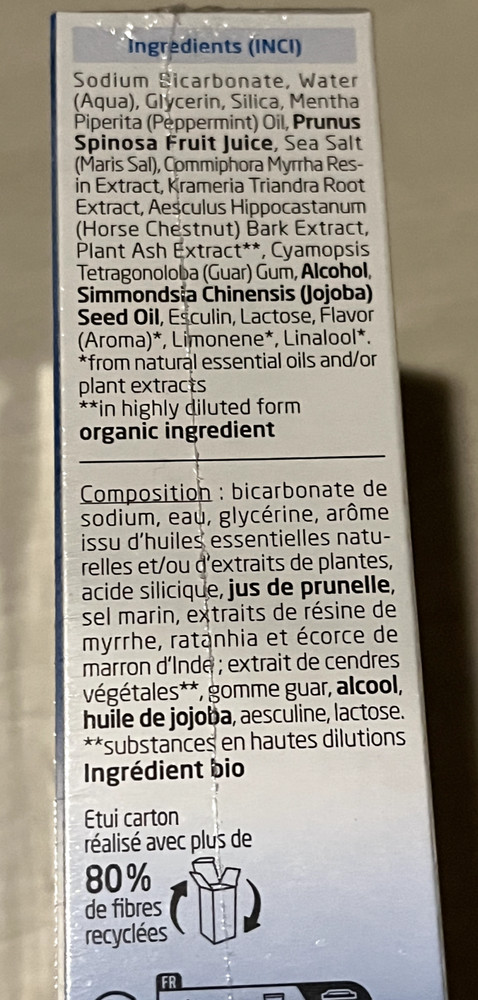 Ingredients (INCI)
Sodium Bicarbonate, Water
(Aqua), Glycerin, Silica, Mentha
Piperita (Peppermint) Oil, Prunus
Spinosa Fruit Juice, Sea Salt
(Maris Sal), Commiphora Myrrha Res-
in Extract, Krameria Triandra Root
Extract, Aesculus Hippocastanum
(Horse Chestnut) Bark Extract,
Plant Ash Extract**, Cyamopsis
Tetragonoloba (Guar) Gum, Alcohol,
Simmondsia Chinensis (Jojoba)
Seed Oil, Esculin, Lactose, Flavor
(Aroma)*, Limonene*, Linalool*.
*from natural essential oils and/or
plant extracts
**in highly diluted form
organic ingredient
Composition : bicarbonate de
sodium, eau, glycérine, arôme
issu d'huiles essentielles natu-
relles et/ou d'extraits de plantes,
acide silicique, jus de prunelle,
sel marin, extraits de résine de
myrrhe, ratanhia et écorce de
marron d'Inde ; extrait de cendres
végétales**, gomme guar, alcool,
huile de jojoba, aesculine, lactose.
**substances en hautes dilutions
Ingrédient bio
Etui carton
réalisé avec plus de
80%
de fibres
recyclées
FR